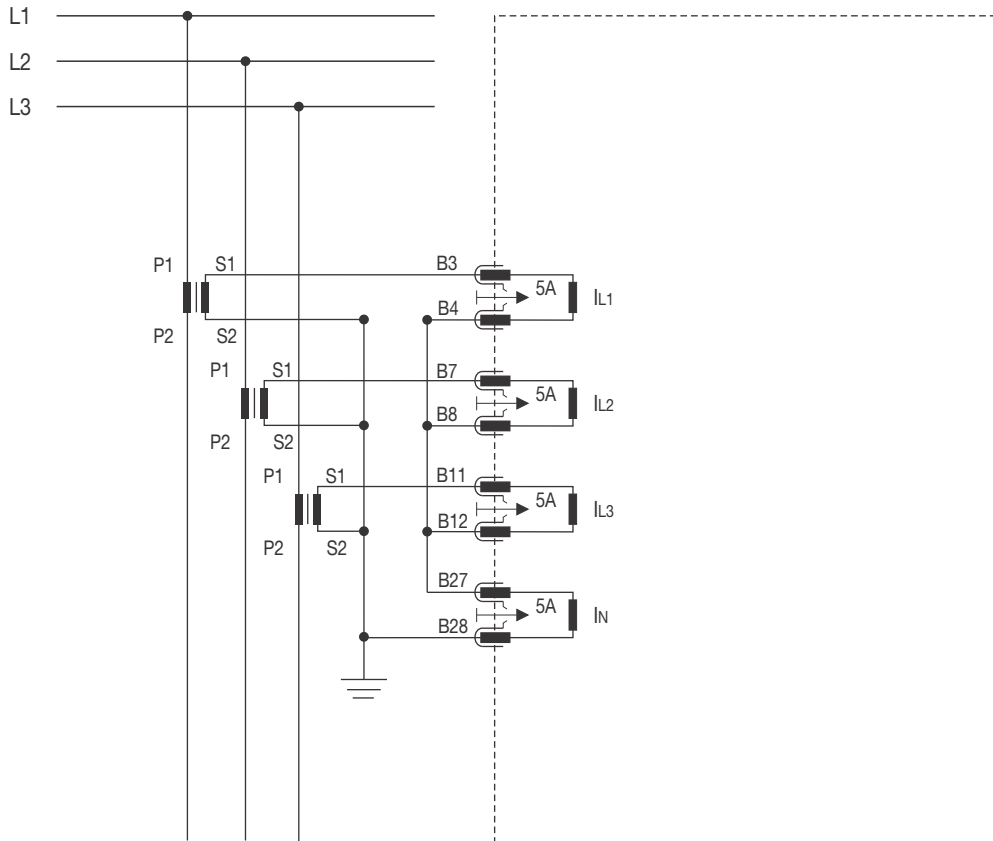 L1
L2
L3
P1 S1 B3 5A IL1
B4
P2 S2
P1 S1 B7 5A IL2
B8
P2 S2
P1 S1 B11 5A IL3
B12
P2 S2
B27 5A IN
B28